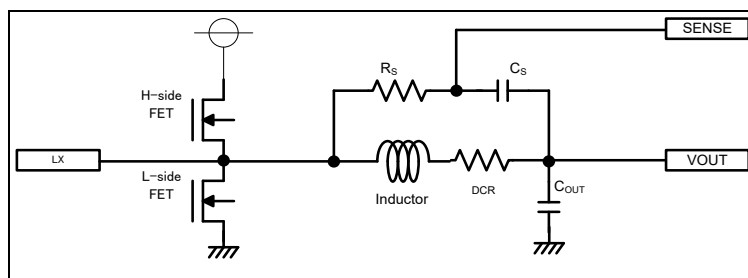 SENSE
RS
CS
H-side
FET
LX
VOUT
L-side
FET
Inductor
DCR
COUT